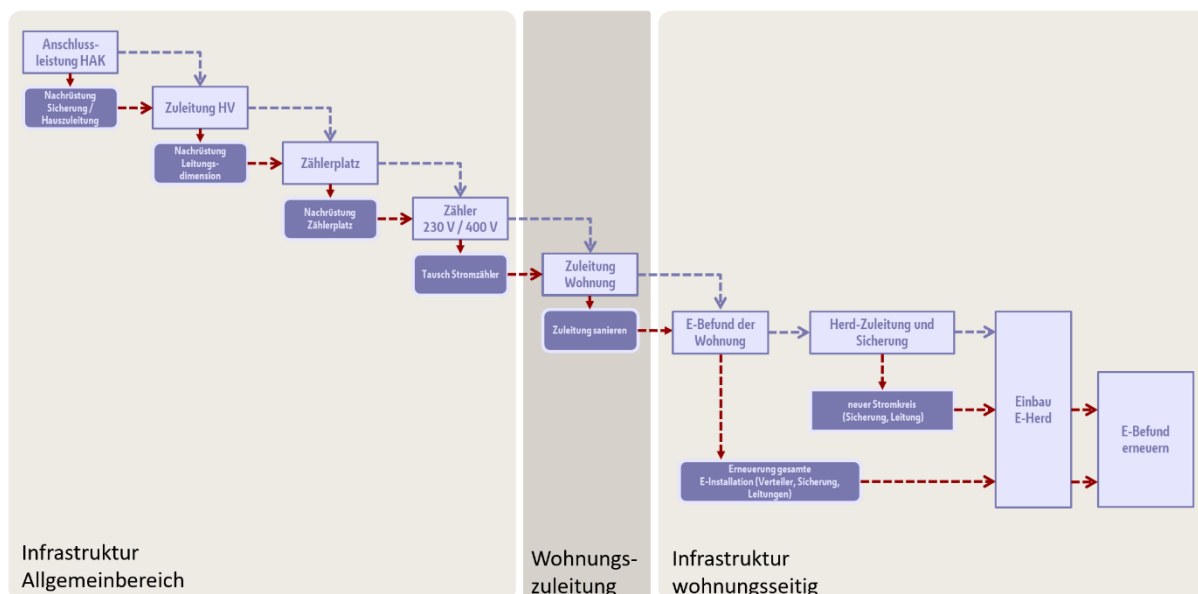 Anschluss-
leistung HAK
Nachrüstung
Sicherung /
Hauszuleitung
Zuleitung HV
Nachrüstung
Leitungs-
dimension
Zählerplatz
Nachrüstung
Zählerplatz
Zähler
230 V / 400 V
Tausch Stromzähler
Zuleitung
Wohnung
Zuleitung sanieren
E-Befund der
Wohnung
Herd-Zuleitung und
Sicherung
neuer Stromkreis
(Sicherung, Leitung)
Erneuerung gesamte
E-Installation (Verteiler, Sicherung,
Leitungen)
Einbau
E-Herd
E-Befund
erneuern
Infrastruktur
Allgemeinbereich
Wohnungs-
zuleitung
Infrastruktur
wohnungsseitig